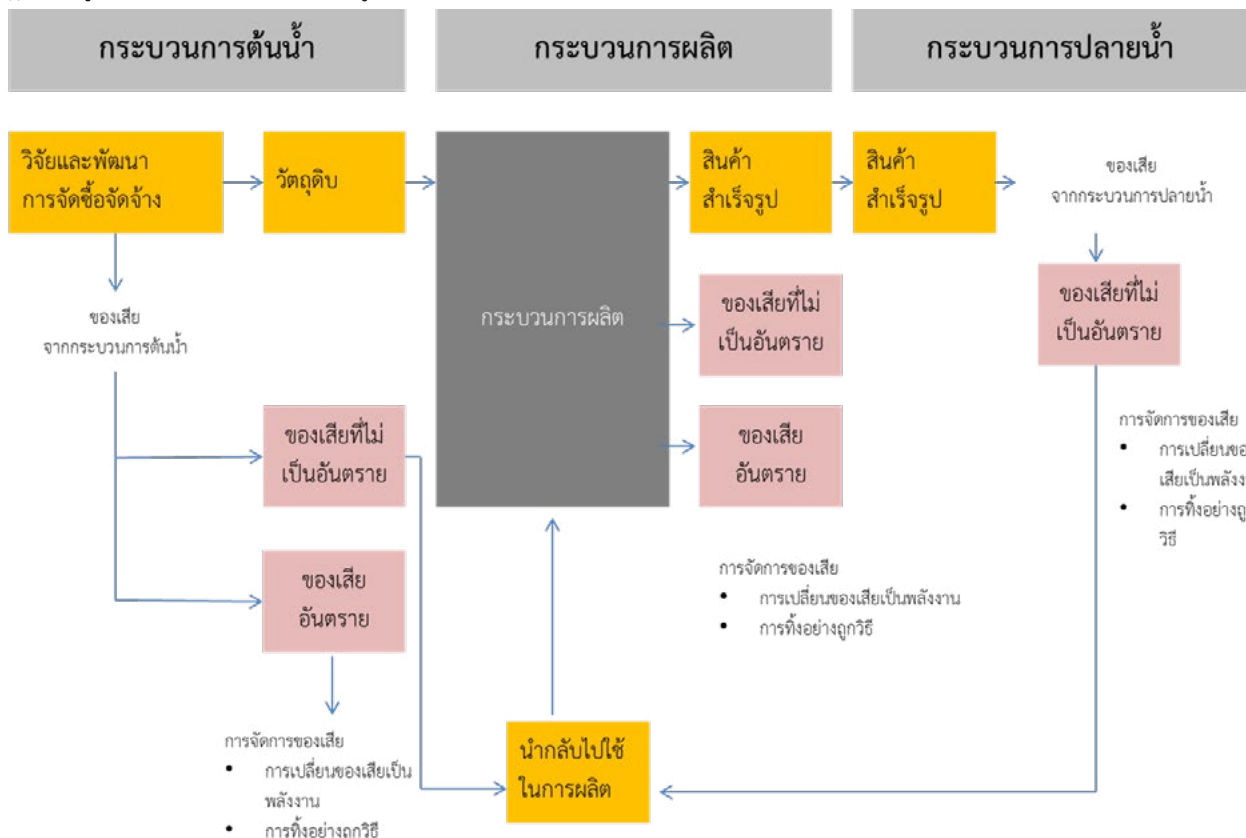 กระบวนการต้นน้ำ
กระบวนการผลิต
กระบวนการปลายน้ำ
วิจัยและพัฒนา
การจัดซื้อจัดจ้าง
วัตถุดิบ
กระบวนการผลิต
สินค้า
สำเร็จรูป
สินค้า
สำเร็จรูป
ของเสีย
จากกระบวนการปลายน้ำ
ของเสีย
จากกระบวนการต้นน้ำ
ของเสียที่ไม่
เป็นอันตราย
ของเสียที่ไม่
เป็นอันตราย
ของเสียที่ไม่
เป็นอันตราย
ของเสีย
อันตราย
ของเสีย
อันตราย
การจัดการของเสีย
• การเปลี่ยนขอ
เสียเป็นพลังง
• การทิ้งอย่างถู
วิธี
การจัดการของเสีย
• การเปลี่ยนของเสียเป็นพลังงาน
• การทิ้งอย่างถูกวิธี
การจัดการของเสีย
• การเปลี่ยนของเสียเป็น
พลังงาน
• การทิ้งอย่างถูกวิธี
นำกลับไปใช้
ในการผลิต